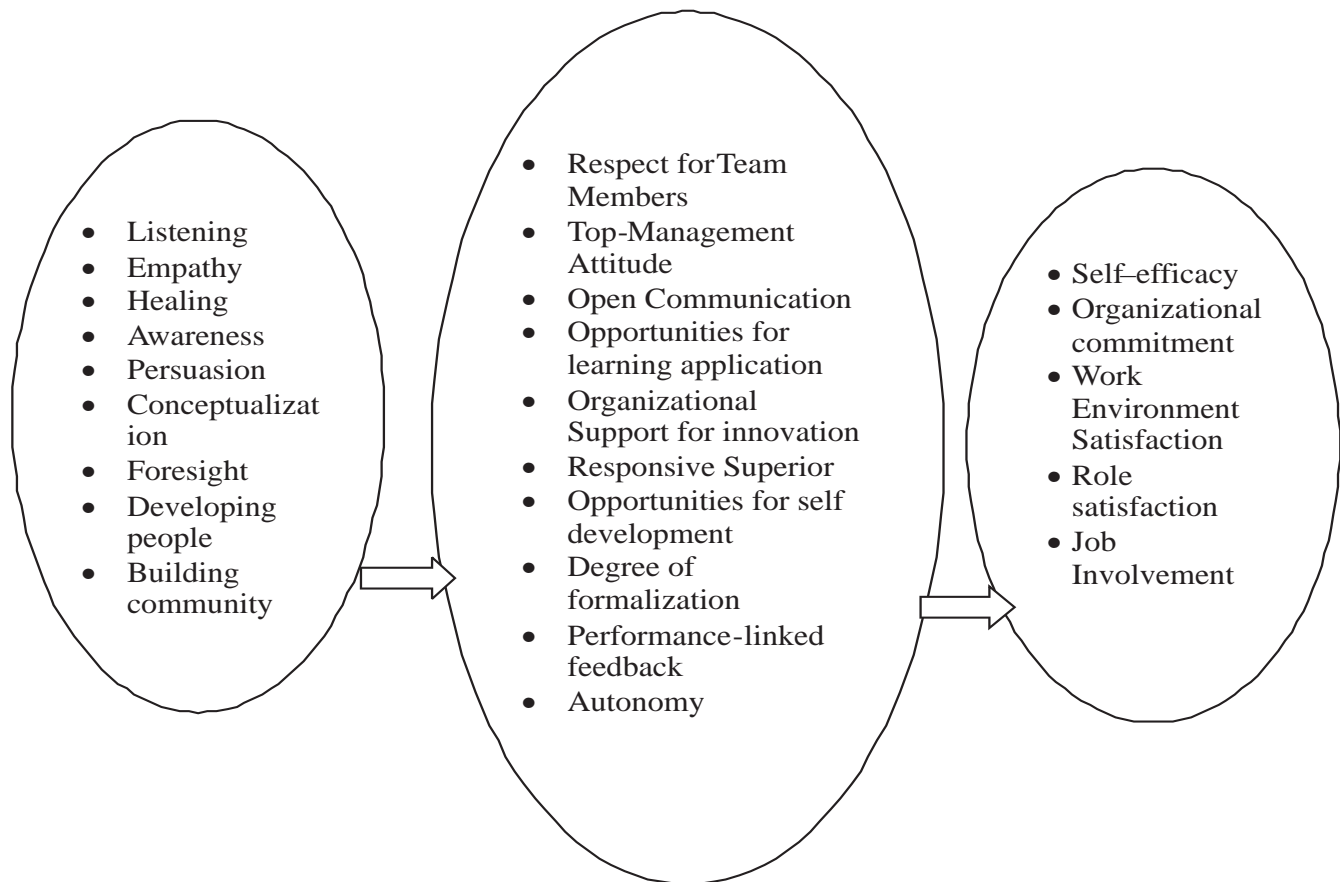 • Listening
• Empathy
• Healing
• Awareness
• Persuasion
• Conceptualizat
ion
• Foresight
• Developing
people
• Building
community
• Respect forTeam
Members
• Top-Management
Attitude
• Open Communication
• Opportunities for
learning application
• Organizational
Support for innovation
• Responsive Superior
• Opportunities for self
development
• Degree of
formalization
• Performance-linked
feedback
• Autonomy
• Self–efficacy
• Organizational
commitment
• Work
Environment
Satisfaction
• Role
satisfaction
• Job
Involvement